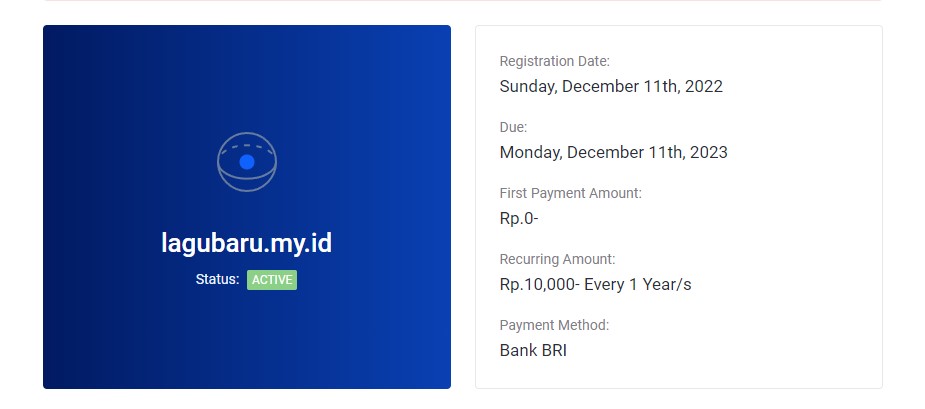 lagubaru.my.id
Status: ACTIVE
Registration Date:
Sunday, December 11th, 2022
Due:
Monday, December 11th, 2023
First Payment Amount:
Rp.0-
Recurring Amount:
Rp.10,000- Every 1 Year/s
Payment Method:
Bank BRI